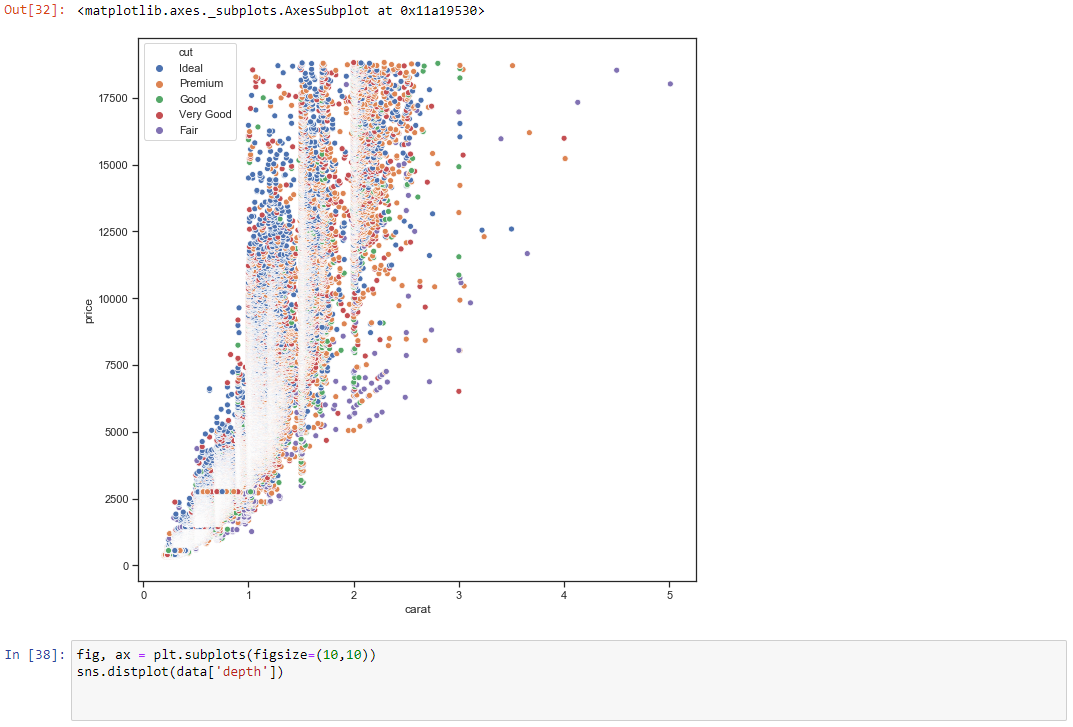 Out[32]: <matplotlib.axes._subplots.AxesSubplot at 0x11a19530>
cut
Ideal
Premium
Good
Very Good
Fair
17500
15000
12500
10000
7500
5000
2500
0
price
0 1 2 3 4 5
carat
In [38]: fig, ax = plt.subplots(figsize=(10,10))
sns.distplot(data['depth'])